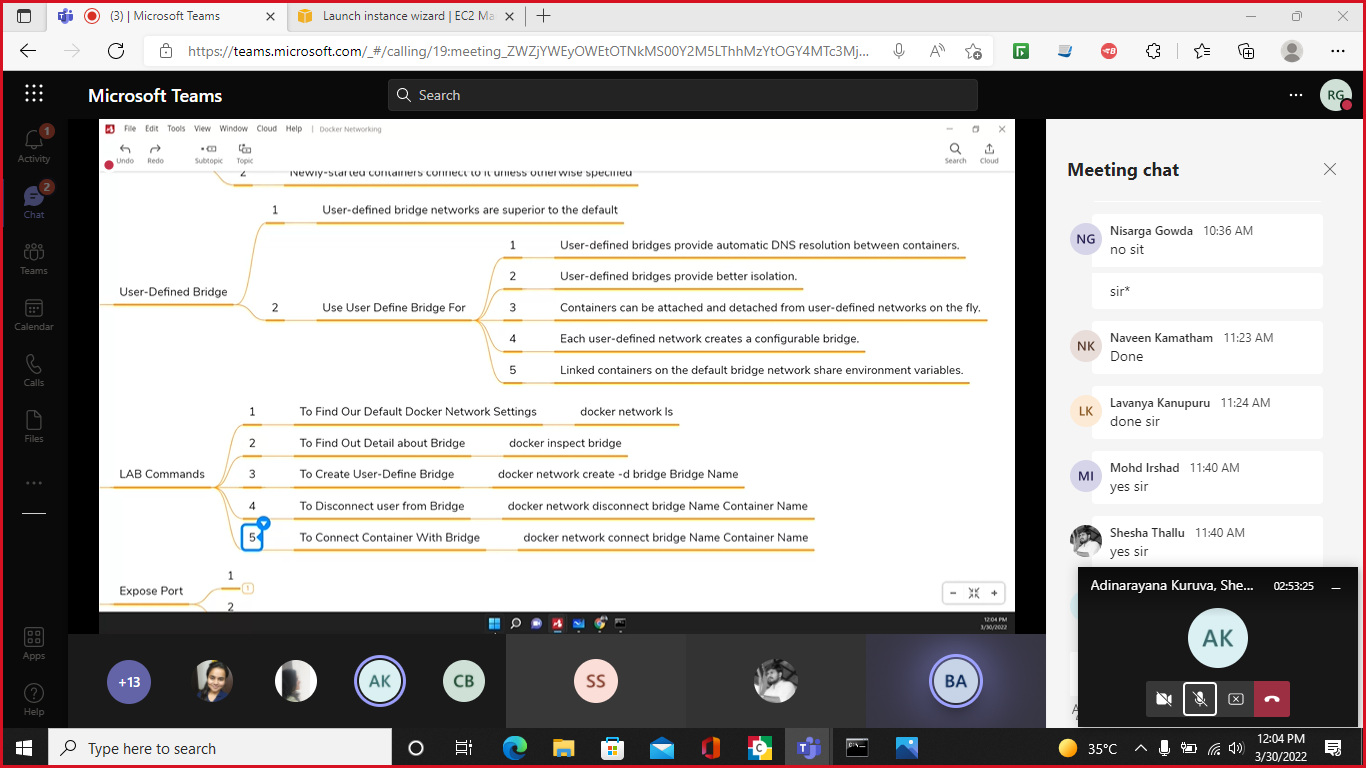 (3) | Microsoft Teams
Launch instance wizard | EC2 Ma
https://teams.microsoft.com/_#/calling/19:meeting_ZWZjYWEyOWEtOTNkMS00Y2M5LThhMzYtOGY4MTc3Mj...
Microsoft Teams
Search
RG
Activity
1
Chat
2
Teams
Calendar
Calls
Files
Apps
Help
File Edit Tools View Window Cloud Help | Docker Networking
Undo Redo Subtopic Topic Search Cloud
2 Newly-started containers connect to it unless otherwise specified
User-Defined Bridge
1 User-defined bridge networks are superior to the default
2 Use User Define Bridge For
1 User-defined bridges provide automatic DNS resolution between containers.
2 User-defined bridges provide better isolation.
3 Containers can be attached and detached from user-defined networks on the fly.
4 Each user-defined network creates a configurable bridge.
5 Linked containers on the default bridge network share environment variables.
LAB Commands
1 To Find Our Default Docker Network Settings docker network ls
2 To Find Out Detail about Bridge docker inspect bridge
3 To Create User-Define Bridge docker network create -d bridge Bridge Name
4 To Disconnect user from Bridge docker network disconnect bridge Name Container Name
5 To Connect Container With Bridge docker network connect bridge Name Container Name
Expose Port
1
1
2
12:04 PM
3/30/2022
+13
AK
CB
SS
BA
Meeting chat
NG
Nisarga Gowda 10:36 AM
no sit
sir*
NK
Naveen Kamatham 11:23 AM
Done
LK
Lavanya Kanupuru 11:24 AM
done sir
MI
Mohd Irshad 11:40 AM
yes sir
Shesha Thallu 11:40 AM
yes sir
Adinarayana Kuruva, She... 02:53:25
AK
Type here to search
35°C
12:04 PM
3/30/2022